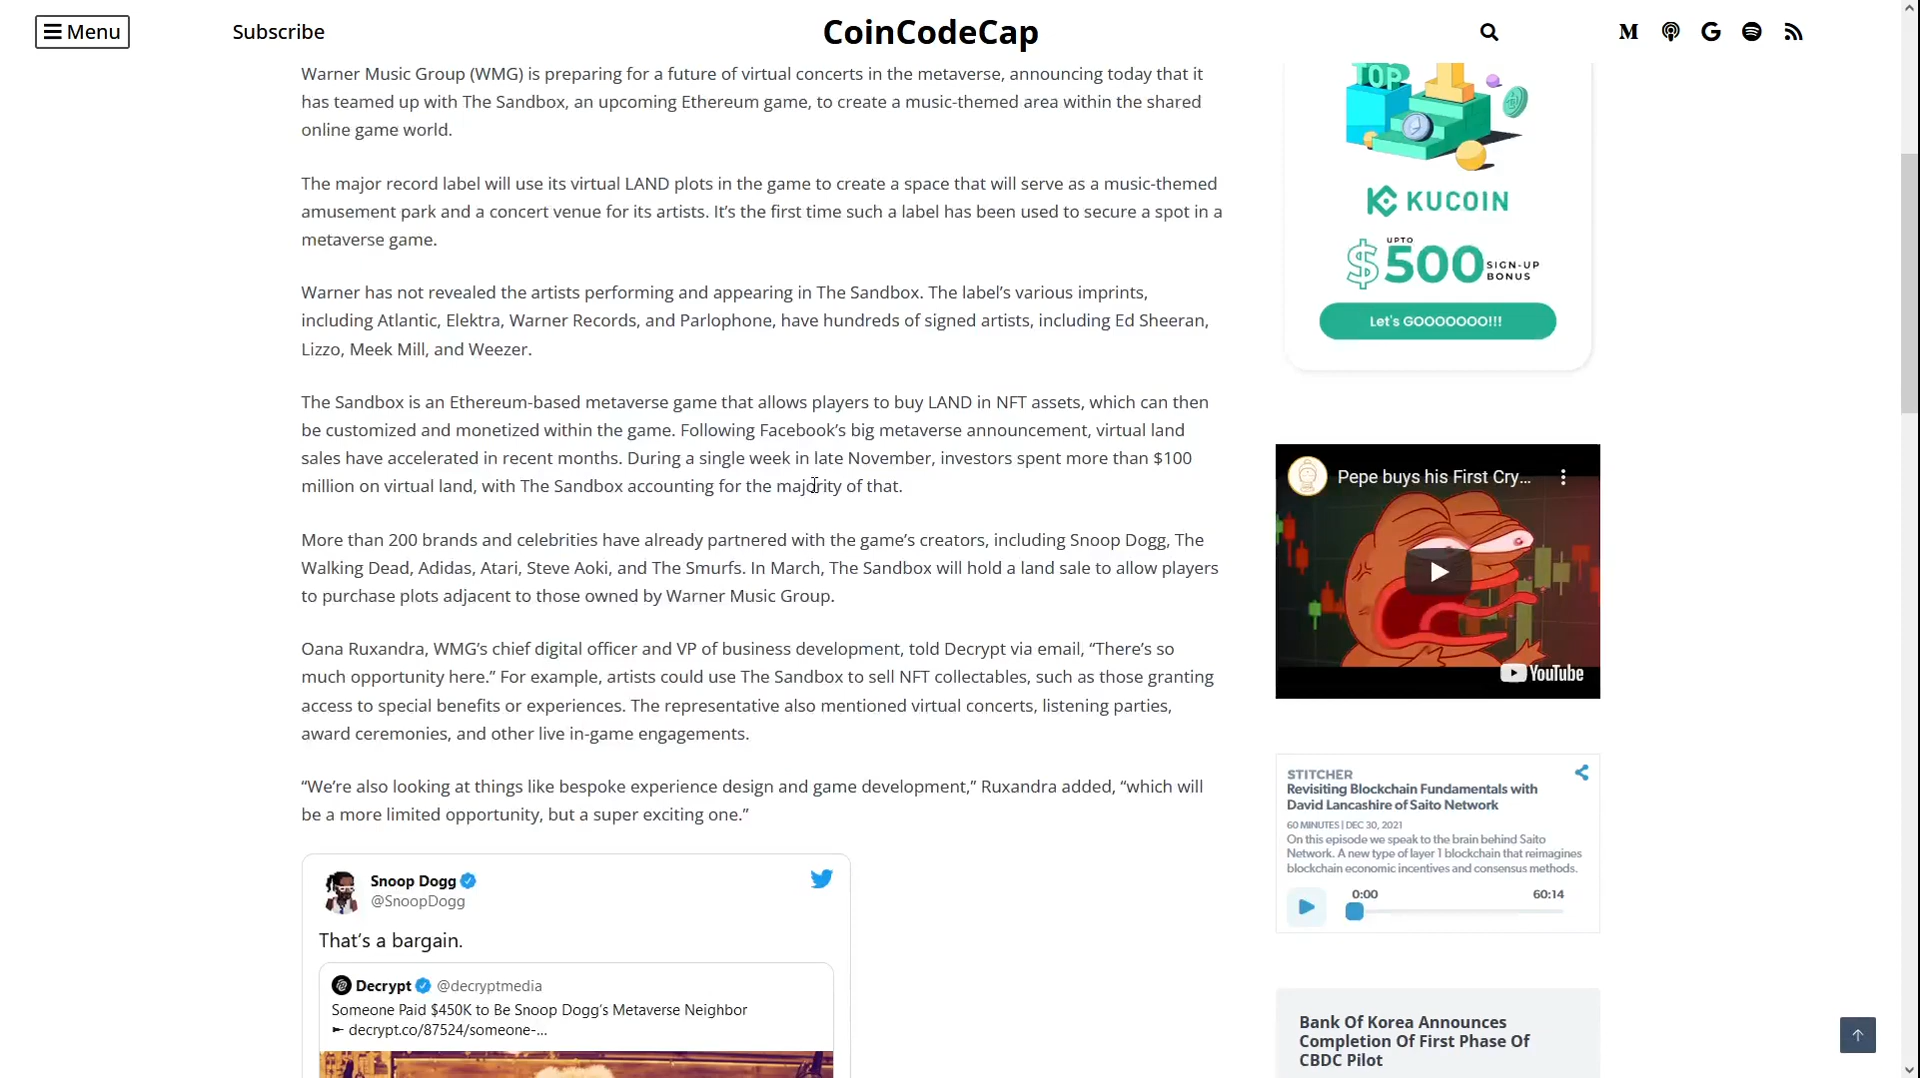 Menu
Subscribe
CoinCodeCap
M
Warner Music Group (WMG) is preparing for a future of virtual concerts in the metaverse, announcing today that it
has teamed up with The Sandbox, an upcoming Ethereum game, to create a music-themed area within the shared
online game world.
The major record label will use its virtual LAND plots in the game to create a space that will serve as a music-themed
amusement park and a concert venue for its artists. It’s the first time such a label has been used to secure a spot in a
metaverse game.
Warner has not revealed the artists performing and appearing in The Sandbox. The label’s various imprints,
including Atlantic, Elektra, Warner Records, and Parlophone, have hundreds of signed artists, including Ed Sheeran,
Lizzo, Meek Mill, and Weezer.
The Sandbox is an Ethereum-based metaverse game that allows players to buy LAND in NFT assets, which can then
be customized and monetized within the game. Following Facebook’s big metaverse announcement, virtual land
sales have accelerated in recent months. During a single week in late November, investors spent more than $100
million on virtual land, with The Sandbox accounting for the majority of that.
More than 200 brands and celebrities have already partnered with the game’s creators, including Snoop Dogg, The
Walking Dead, Adidas, Atari, Steve Aoki, and The Smurfs. In March, The Sandbox will hold a land sale to allow players
to purchase plots adjacent to those owned by Warner Music Group.
Oana Ruxandra, WMG’s chief digital officer and VP of business development, told Decrypt via email, “There’s so
much opportunity here.” For example, artists could use The Sandbox to sell NFT collectables, such as those granting
access to special benefits or experiences. The representative also mentioned virtual concerts, listening parties,
award ceremonies, and other live in-game engagements.
“We’re also looking at things like bespoke experience design and game development,” Ruxandra added, “which will
be a more limited opportunity, but a super exciting one.”
Snoop Dogg
@SnoopDogg
That’s a bargain.
Decrypt @decryptmedia
Someone Paid $450K to Be Snoop Dogg’s Metaverse Neighbor
► decrypt.co/87524/someone-...
TOP
KUCOIN
UPTO
$500 SIGN-UP
BONUS
Let's GOOOOOOO!!!
Pepe buys his First Cry...
YouTube
STITCHER
Revisiting Blockchain Fundamentals with
David Lancashire of Saito Network
60 MINUTES | DEC 30, 2021
On this episode we speak to the brain behind Saito
Network. A new type of layer 1 blockchain that reimagines
blockchain economic incentives and consensus methods.
0:00
60:14
Bank Of Korea Announces
Completion Of First Phase Of
CBDC Pilot